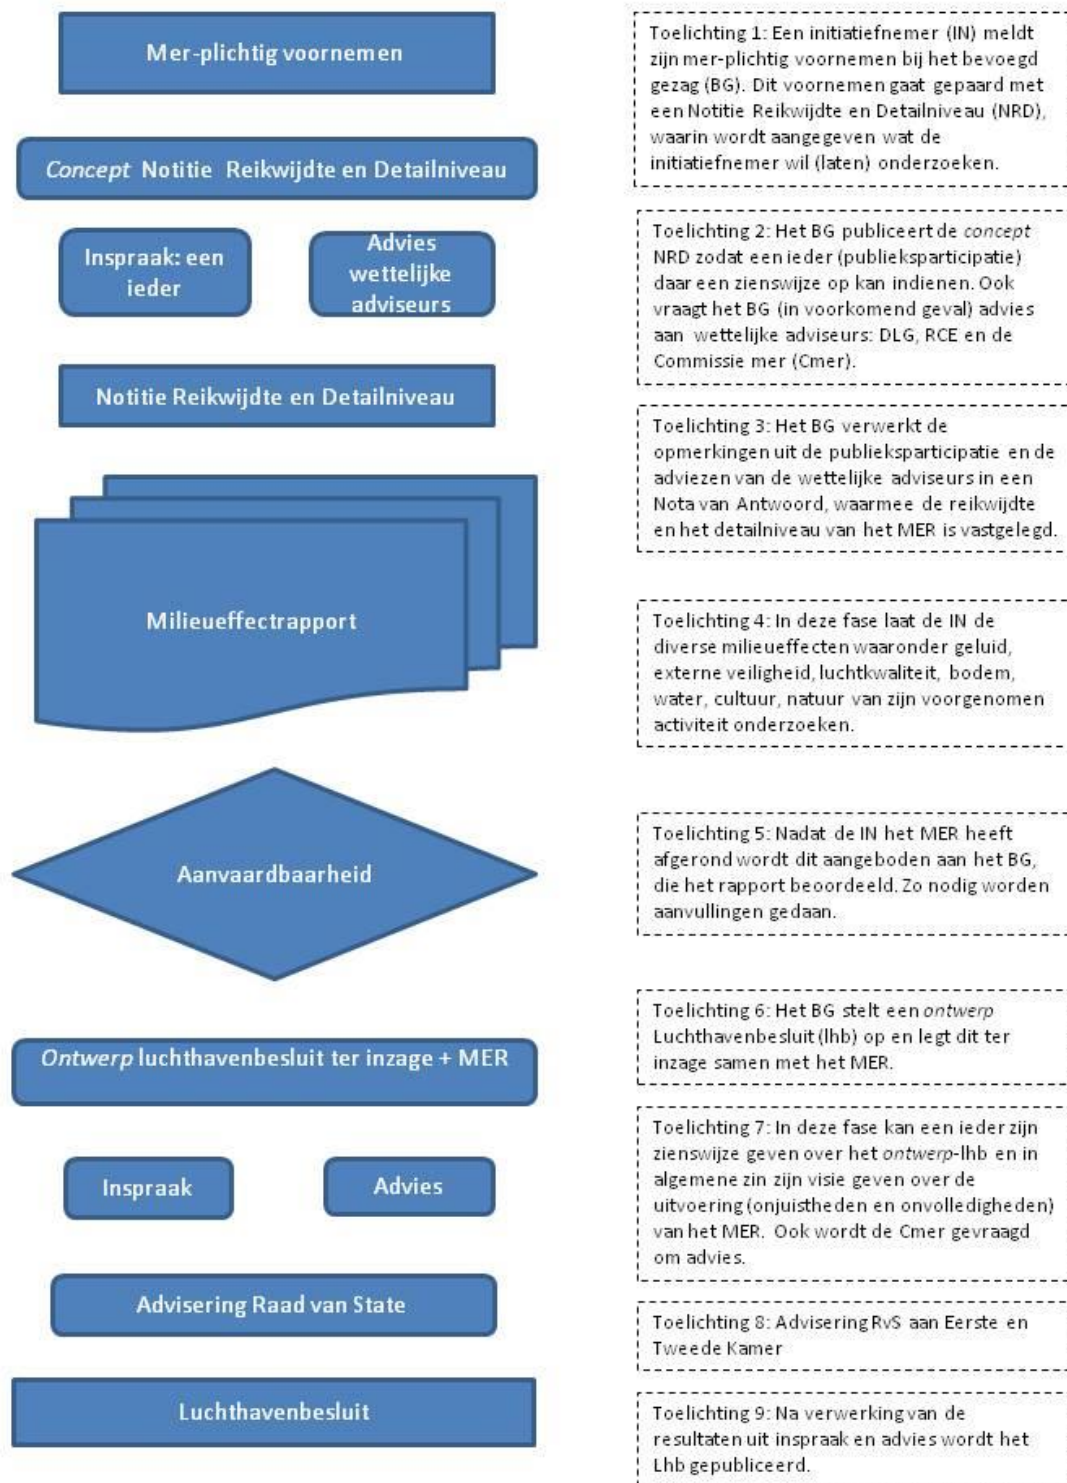 Mer-plichtig voornemen
Toelichting 1: Een initiatiefnemer (IN) meldt
zijn mer-plichtig voornemen bij het bevoegd
gezag (BG). Dit voornemen gaat gepaard met
een Notitie Reikwijdte en Detailniveau (NRD),
waarin wordt aangegeven wat de
initiatiefnemer wil (laten) onderzoeken.
Concept Notitie Reikwijdte en Detailniveau
Inspraak: een
ieder
Advies
wettelijke
adviseurs
Toelichting 2: Het BG publiceert de concept
NRD zodat een ieder (publieksparticipatie)
daar een zienswijze op kan indienen. Ook
vraagt het BG (in voorkomend geval) advies
aan wettelijke adviseurs: DLG, RCE en de
Commissie mer (Cmer).
Notitie Reikwijdte en Detailniveau
Toelichting 3: Het BG verwerkt de
opmerkingen uit de publieksparticipatie en de
adviezen van de wettelijke adviseurs in een
Nota van Antwoord, waarmee de reikwijdte
en het detailniveau van het MER is vastgelegd.
Milieueffectrapport
Toelichting 4: In deze fase laat de IN de
diverse milieueffecten waaronder geluid,
externe veiligheid, luchtkwaliteit, bodem,
water, cultuur, natuur van zijn voorgenomen
activiteit onderzoeken.
Aanvaardbaarheid
Toelichting 5: Nadat de IN het MER heeft
afgerond wordt dit aangeboden aan het BG,
die het rapport beoordeelt. Zo nodig worden
aanvullingen gedaan.
Ontwerp luchthavenbesluit ter inzage + MER
Toelichting 6: Het BG stelt een ontwerp
Luchthavenbesluit (lhb) op en legt dit ter
inzage samen met het MER.
Inspraak
Advies
Toelichting 7: In deze fase kan een ieder zijn
zienswijze geven over het ontwerp-lhb en in
algemene zin zijn visie geven over de
uitvoering (onjuistheden en onvolledigheden)
van het MER. Ook wordt de Cmer gevraagd
om advies.
Advisering Raad van State
Toelichting 8: Advisering RvS aan Eerste en
Tweede Kamer
Luchthavenbesluit
Toelichting 9: Na verwerking van de
resultaten uit inspraak en advies wordt het
Lhb gepubliceerd.